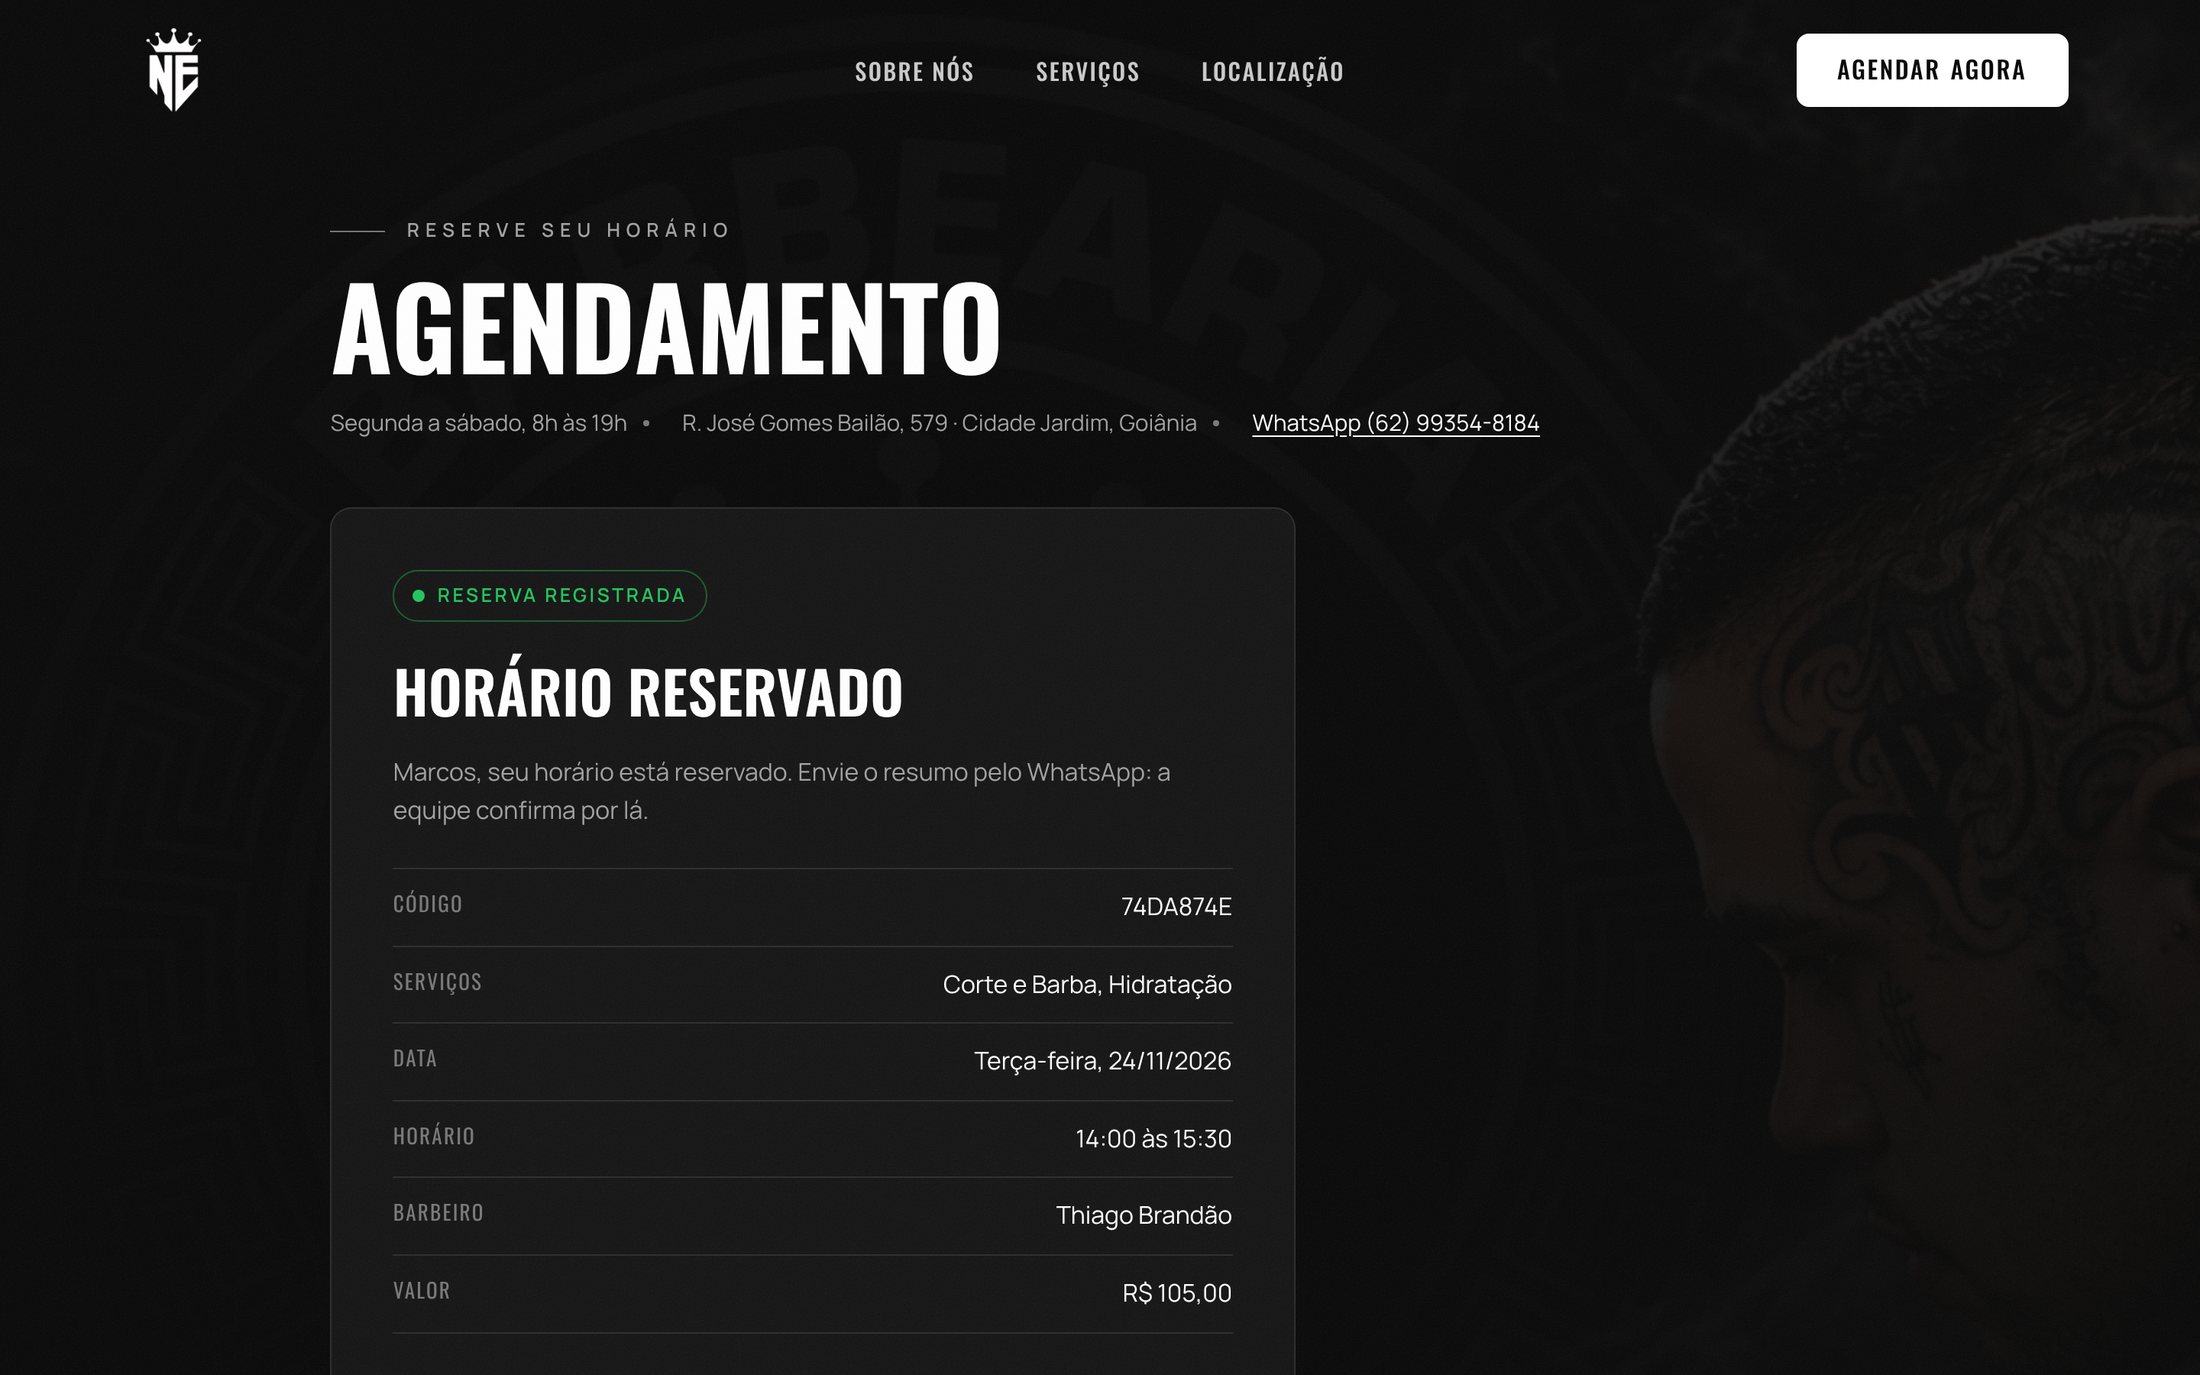 NE
SOBRE NÓS
SERVIÇOS
LOCALIZAÇÃO
AGENDAR AGORA
BARBEARIA
RESERVE SEU HORÁRIO
AGENDAMENTO
Segunda a sábado, 8h às 19h • R. José Gomes Bailão, 579 · Cidade Jardim, Goiânia • WhatsApp (62) 99354-8184
RESERVA REGISTRADA
HORÁRIO RESERVADO
Marcos, seu horário está reservado. Envie o resumo pelo WhatsApp: a
equipe confirma por lá.
CÓDIGO 74DA874E
SERVIÇOS Corte e Barba, Hidratação
DATA Terça-feira, 24/11/2026
HORÁRIO 14:00 às 15:30
BARBEIRO Thiago Brandão
VALOR R$ 105,00